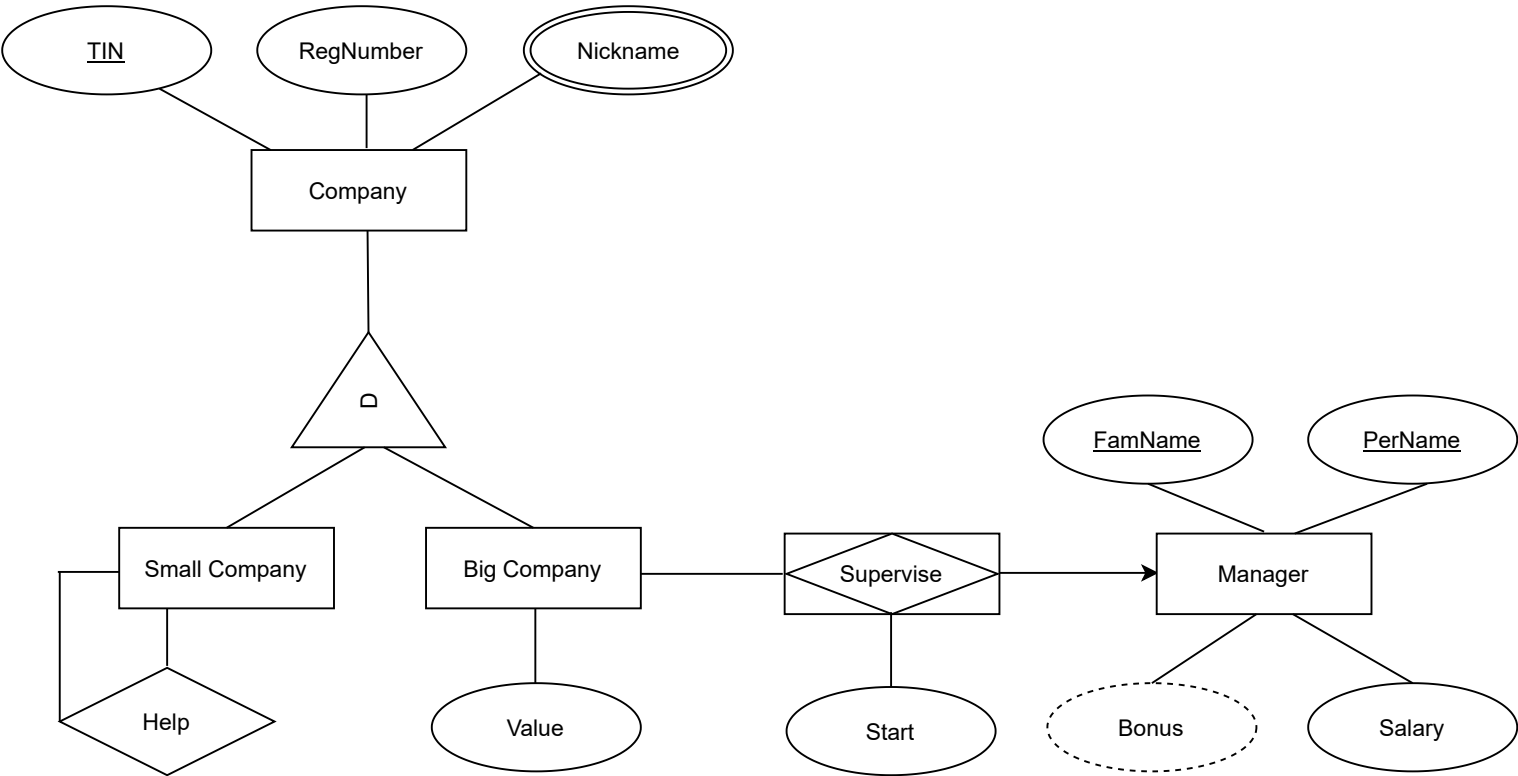 TIN
RegNumber
Nickname
Company
D
FamName
PerName
Small Company
Big Company
Supervise
Manager
Help
Value
Start
Bonus
Salary